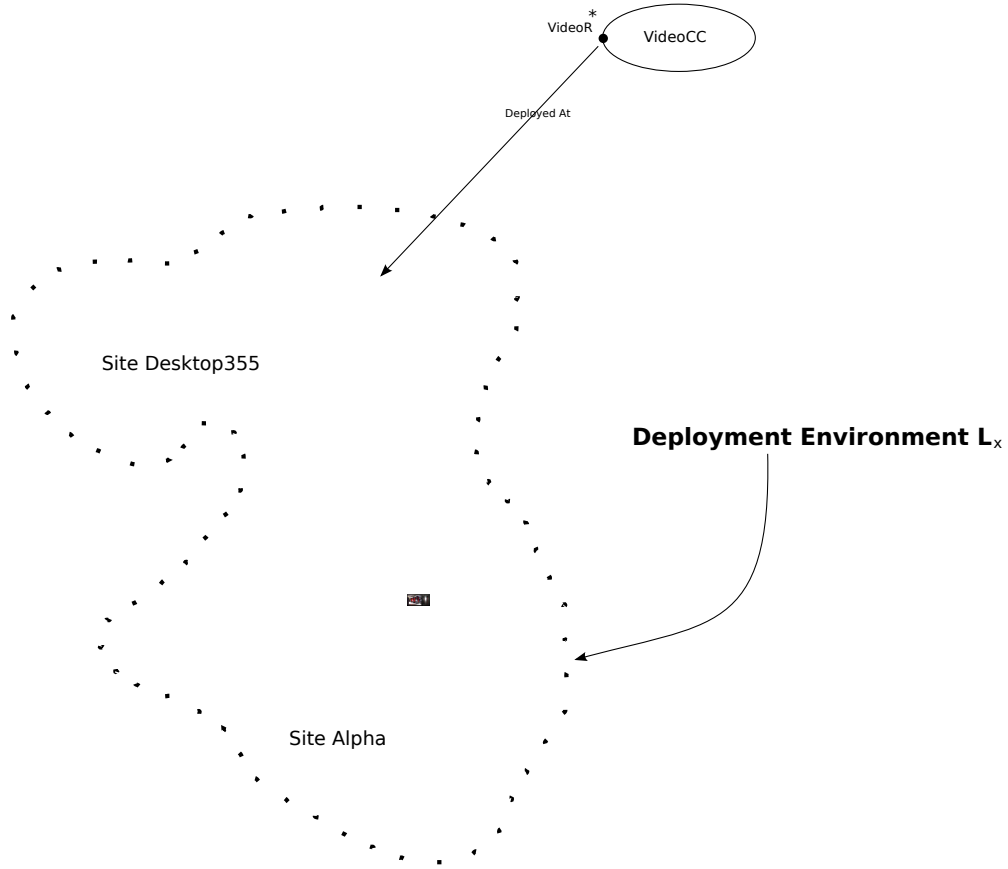 *
VideoR
VideoCC
Deployed At
Site Desktop355
Deployment Environment Lx
Site Alpha